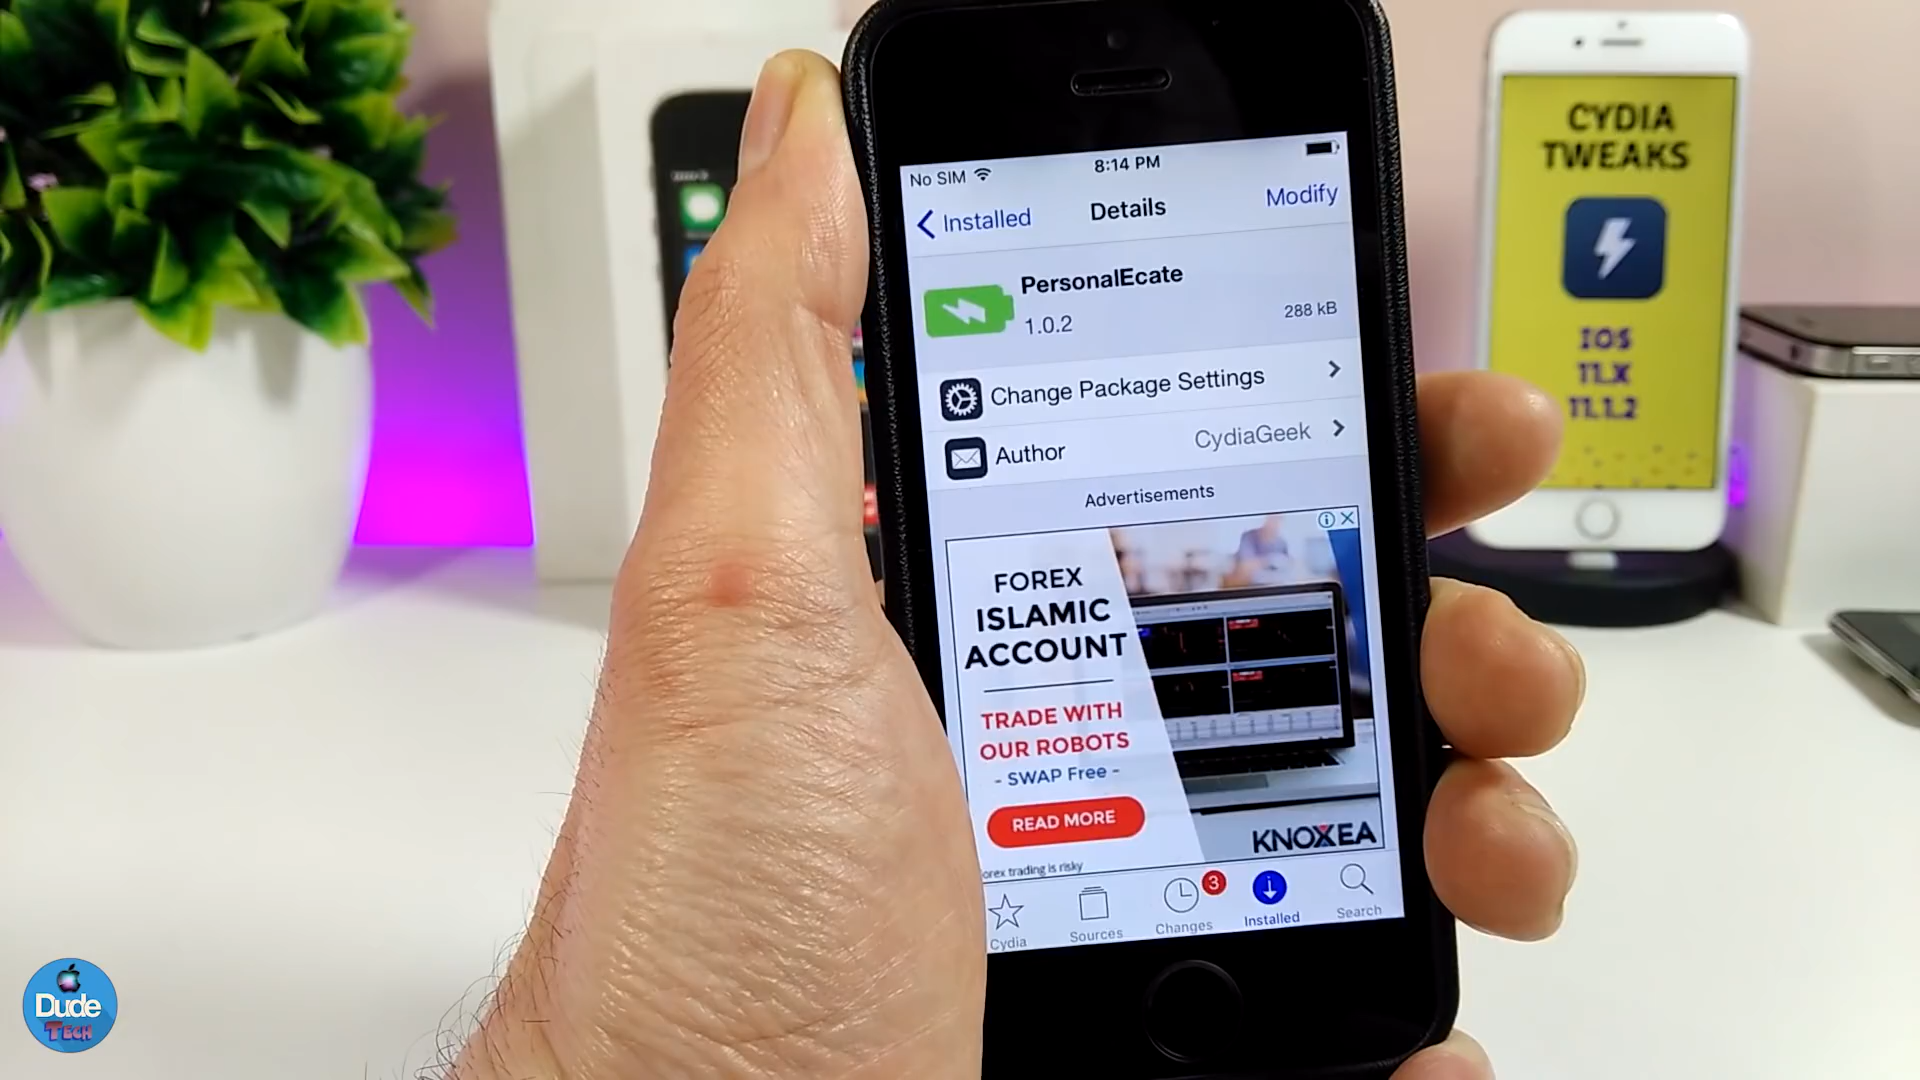 No SIM
8:14 PM
Installed
Details
Modify
PersonalEcate
1.0.2
288 kB
Change Package Settings
Author
CydiaGeek
Advertisements
FOREX
ISLAMIC
ACCOUNT
TRADE WITH
OUR ROBOTS
- SWAP Free -
READ MORE
KNOXEA
orex trading is risky
Cydia
Sources
Changes
3
Installed
Search
CYDIA
TWEAKS
IOS
11.X
11.1.2
Dude
TECH